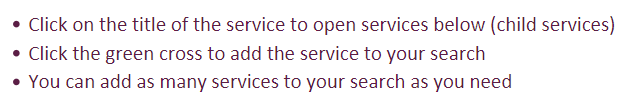 • Click on the title of the service to open services below (child services)
• Click the green cross to add the service to your search
• You can add as many services to your search as you need